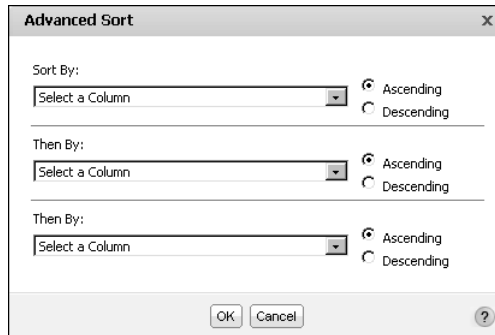 Advanced Sort x
Sort By:
Select a Column
Ascending
Descending
Then By:
Select a Column
Ascending
Descending
Then By:
Select a Column
Ascending
Descending
OK Cancel ?